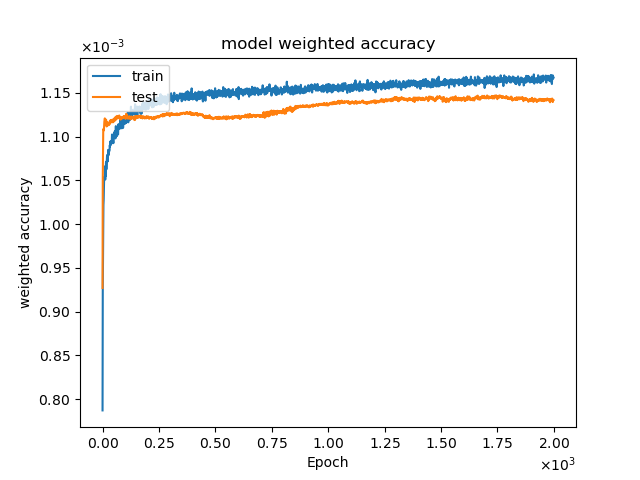 ×10⁻³
model weighted accuracy
train
test
1.15
1.10
1.05
1.00
0.95
0.90
0.85
0.80
weighted accuracy
0.00 0.25 0.50 0.75 1.00 1.25 1.50 1.75 2.00
Epoch
×10³